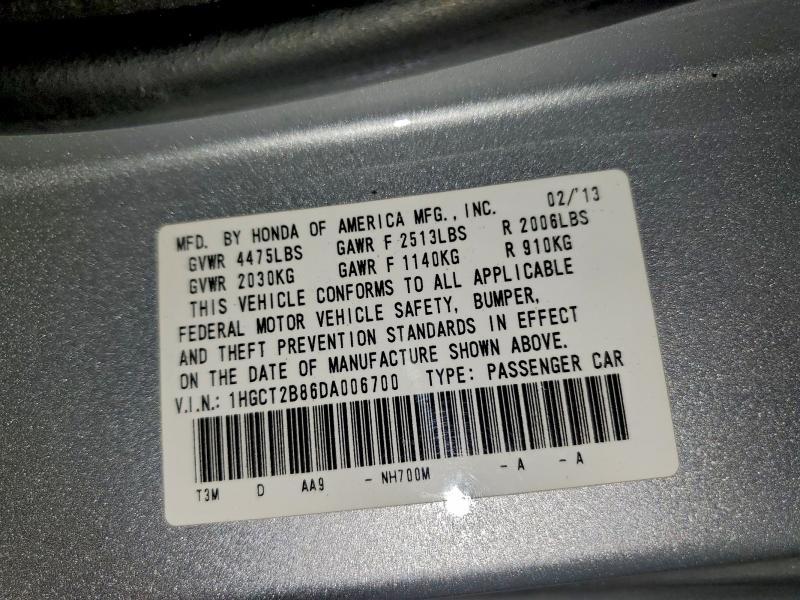 MFD. BY HONDA OF AMERICA MFG., INC. 02/'13
GVWR 4475LBS GAWR F 2513LBS R 2006LBS
GVWR 2030KG GAWR F 1140KG R 910KG
THIS VEHICLE CONFORMS TO ALL APPLICABLE
FEDERAL MOTOR VEHICLE SAFETY, BUMPER,
AND THEFT PREVENTION STANDARDS IN EFFECT
ON THE DATE OF MANUFACTURE SHOWN ABOVE.
V.I.N.: 1HGCT2B86DA006700 TYPE: PASSENGER CAR
T3M D AA9 - NH700M - A - A